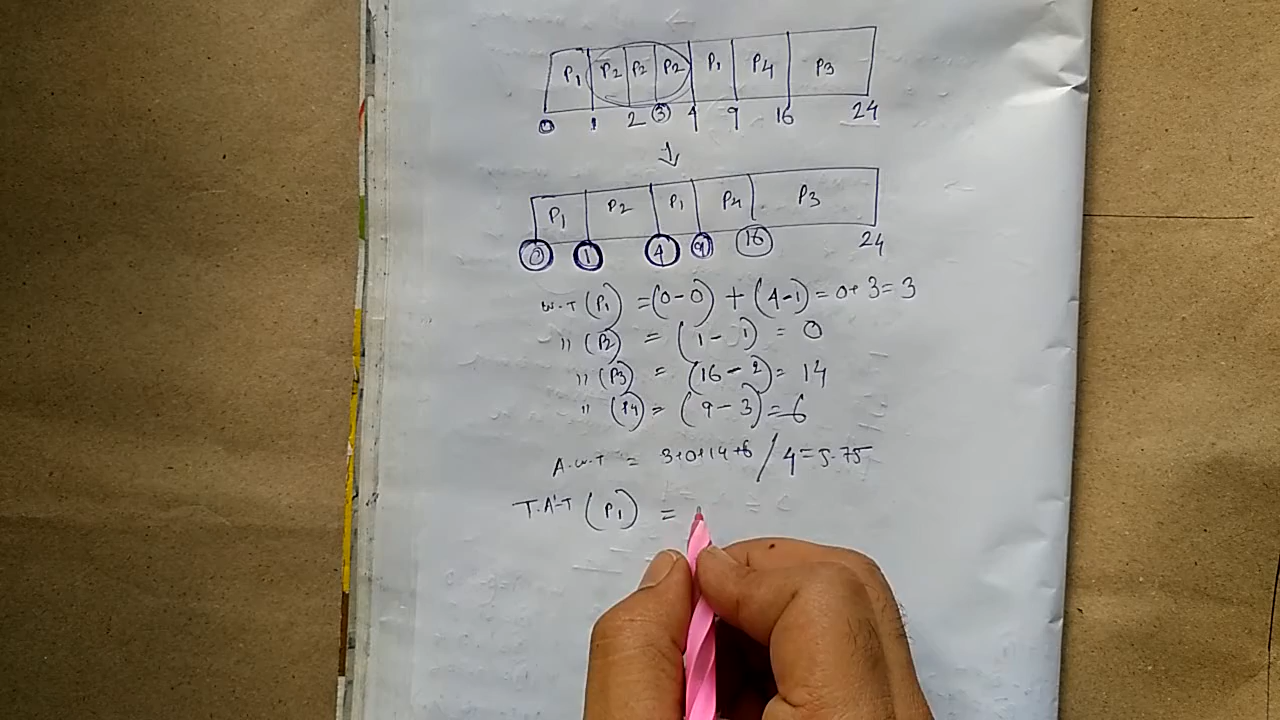 P1 P2 P2 P2 P1 P4 P3
0 1 2 3 4 9 16 24
P1 P2 P1 P4 P3
0 1 4 9 16 24
W.T (P1) = (0-0) + (4-1) = 0+3 = 3
,, (P2) = (1-1) = 0
,, (P3) = (16-2) = 14
,, (P4) = (9-3) = 6
A.W.T = 3+0+14+6/4 = 5.75
T.A.T (P1) =